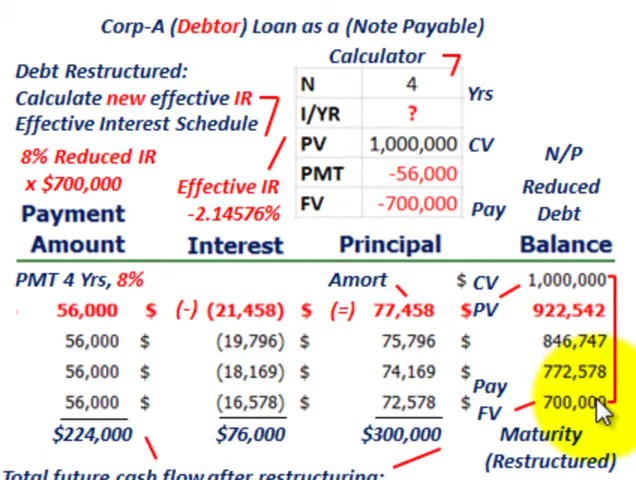 Corp-A (Debtor) Loan as a (Note Payable)
Calculator
Debt Restructured:
Calculate new effective IR
Effective Interest Schedule
N 4 Yrs
I/YR ?
PV 1,000,000 CV
PMT -56,000
FV -700,000 Pay
8% Reduced IR
x $700,000
Effective IR
-2.14576%
N/P
Reduced
Debt
Payment
Amount Interest Principal Balance
PMT 4 Yrs, 8% Amort $ CV 1,000,000
56,000 $ (-) (21,458) $ (=) 77,458 $PV 922,542
56,000 $ (19,796) $ 75,796 $ 846,747
56,000 $ (18,169) $ 74,169 $ 772,578
56,000 $ (16,578) $ 72,578 $ Pay FV 700,000
$224,000 $76,000 $300,000 Maturity
(Restructured)
Total future cash flow after restructuring: